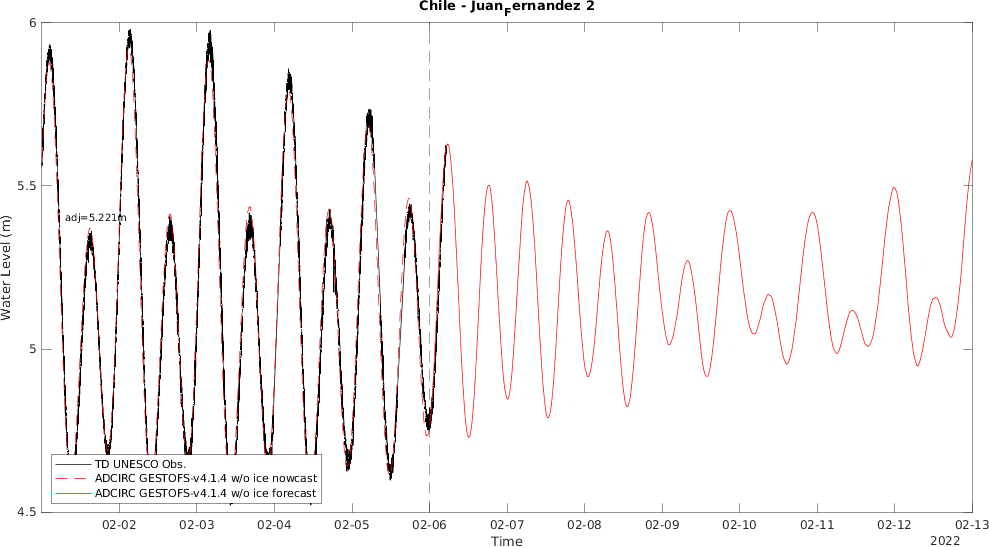 Chile - JuanFernandez 2
6
5.5
5
4.5
Water Level (m)
adj=5.221m
TD UNESCO Obs.
ADCIRC GESTOFS-v4.1.4 w/o ice nowcast
ADCIRC GESTOFS-v4.1.4 w/o ice forecast
02-02 02-03 02-04 02-05 02-06 02-07 02-08 02-09 02-10 02-11 02-12 02-13
Time
2022